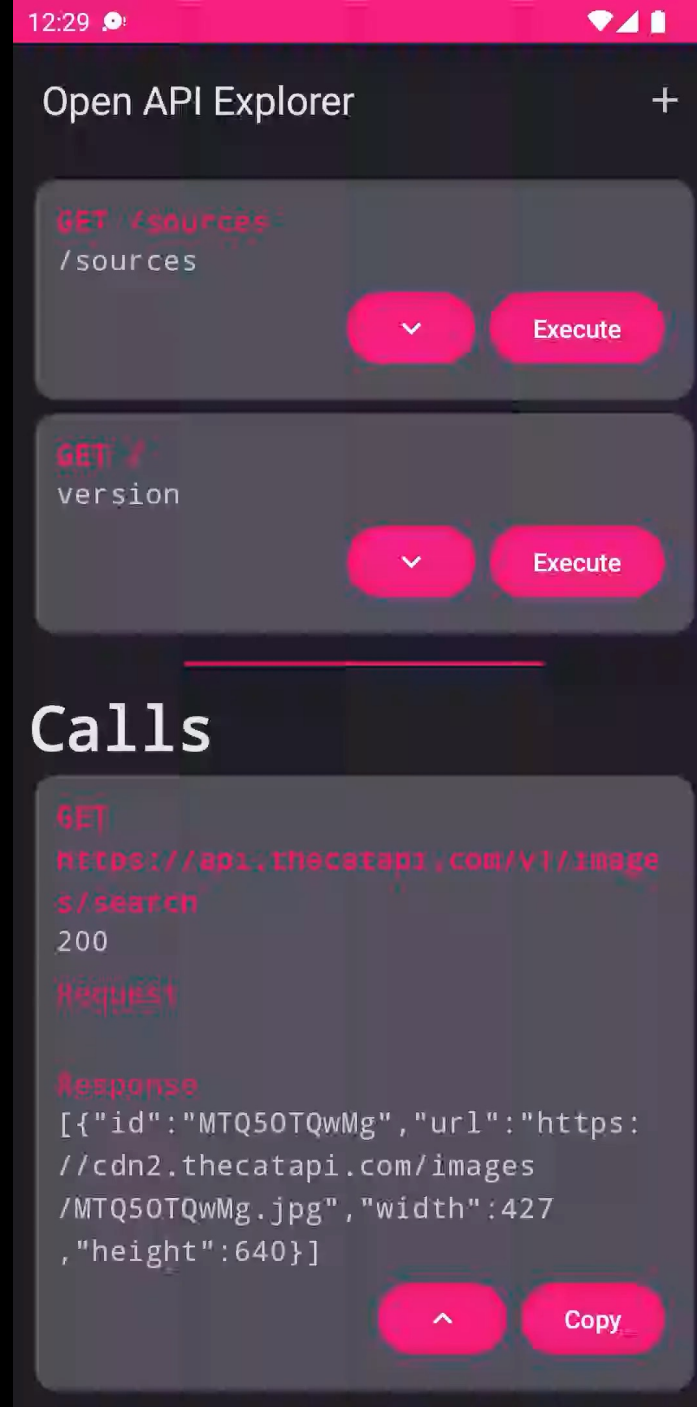 12:29
Open API Explorer
GET /sources
/sources
Execute
GET /
version
Execute
Calls
GET
https://api.thecatapi.com/v1/image
s/search
200
Request
Response
[{"id":"MTQ5OTQwMg","url":"https:
//cdn2.thecatapi.com/images
/MTQ5OTQwMg.jpg","width":427
,"height":640}]
Copy